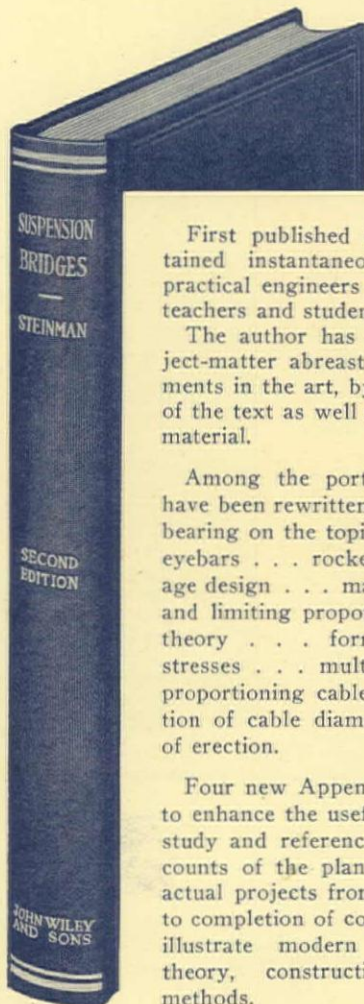 SUSPENSION
BRIDGES
—
STEINMAN
SECOND
EDITION
JOHN WILEY
AND SONS
First published
tained instantaneo
practical engineers
teachers and studen
The author has
ject-matter abreast
ments in the art, by
of the text as well
material.
Among the port
have been rewritten
bearing on the topi
eyebars . . . rocke
age design . . . ma
and limiting propo
theory . . . for
stresses . . . mult
proportioning cable
tion of cable diam
of erection.
Four new Appen
to enhance the usef
study and referenc
counts of the plan
actual projects from
to completion of co
illustrate modern
theory, constructi
methods.